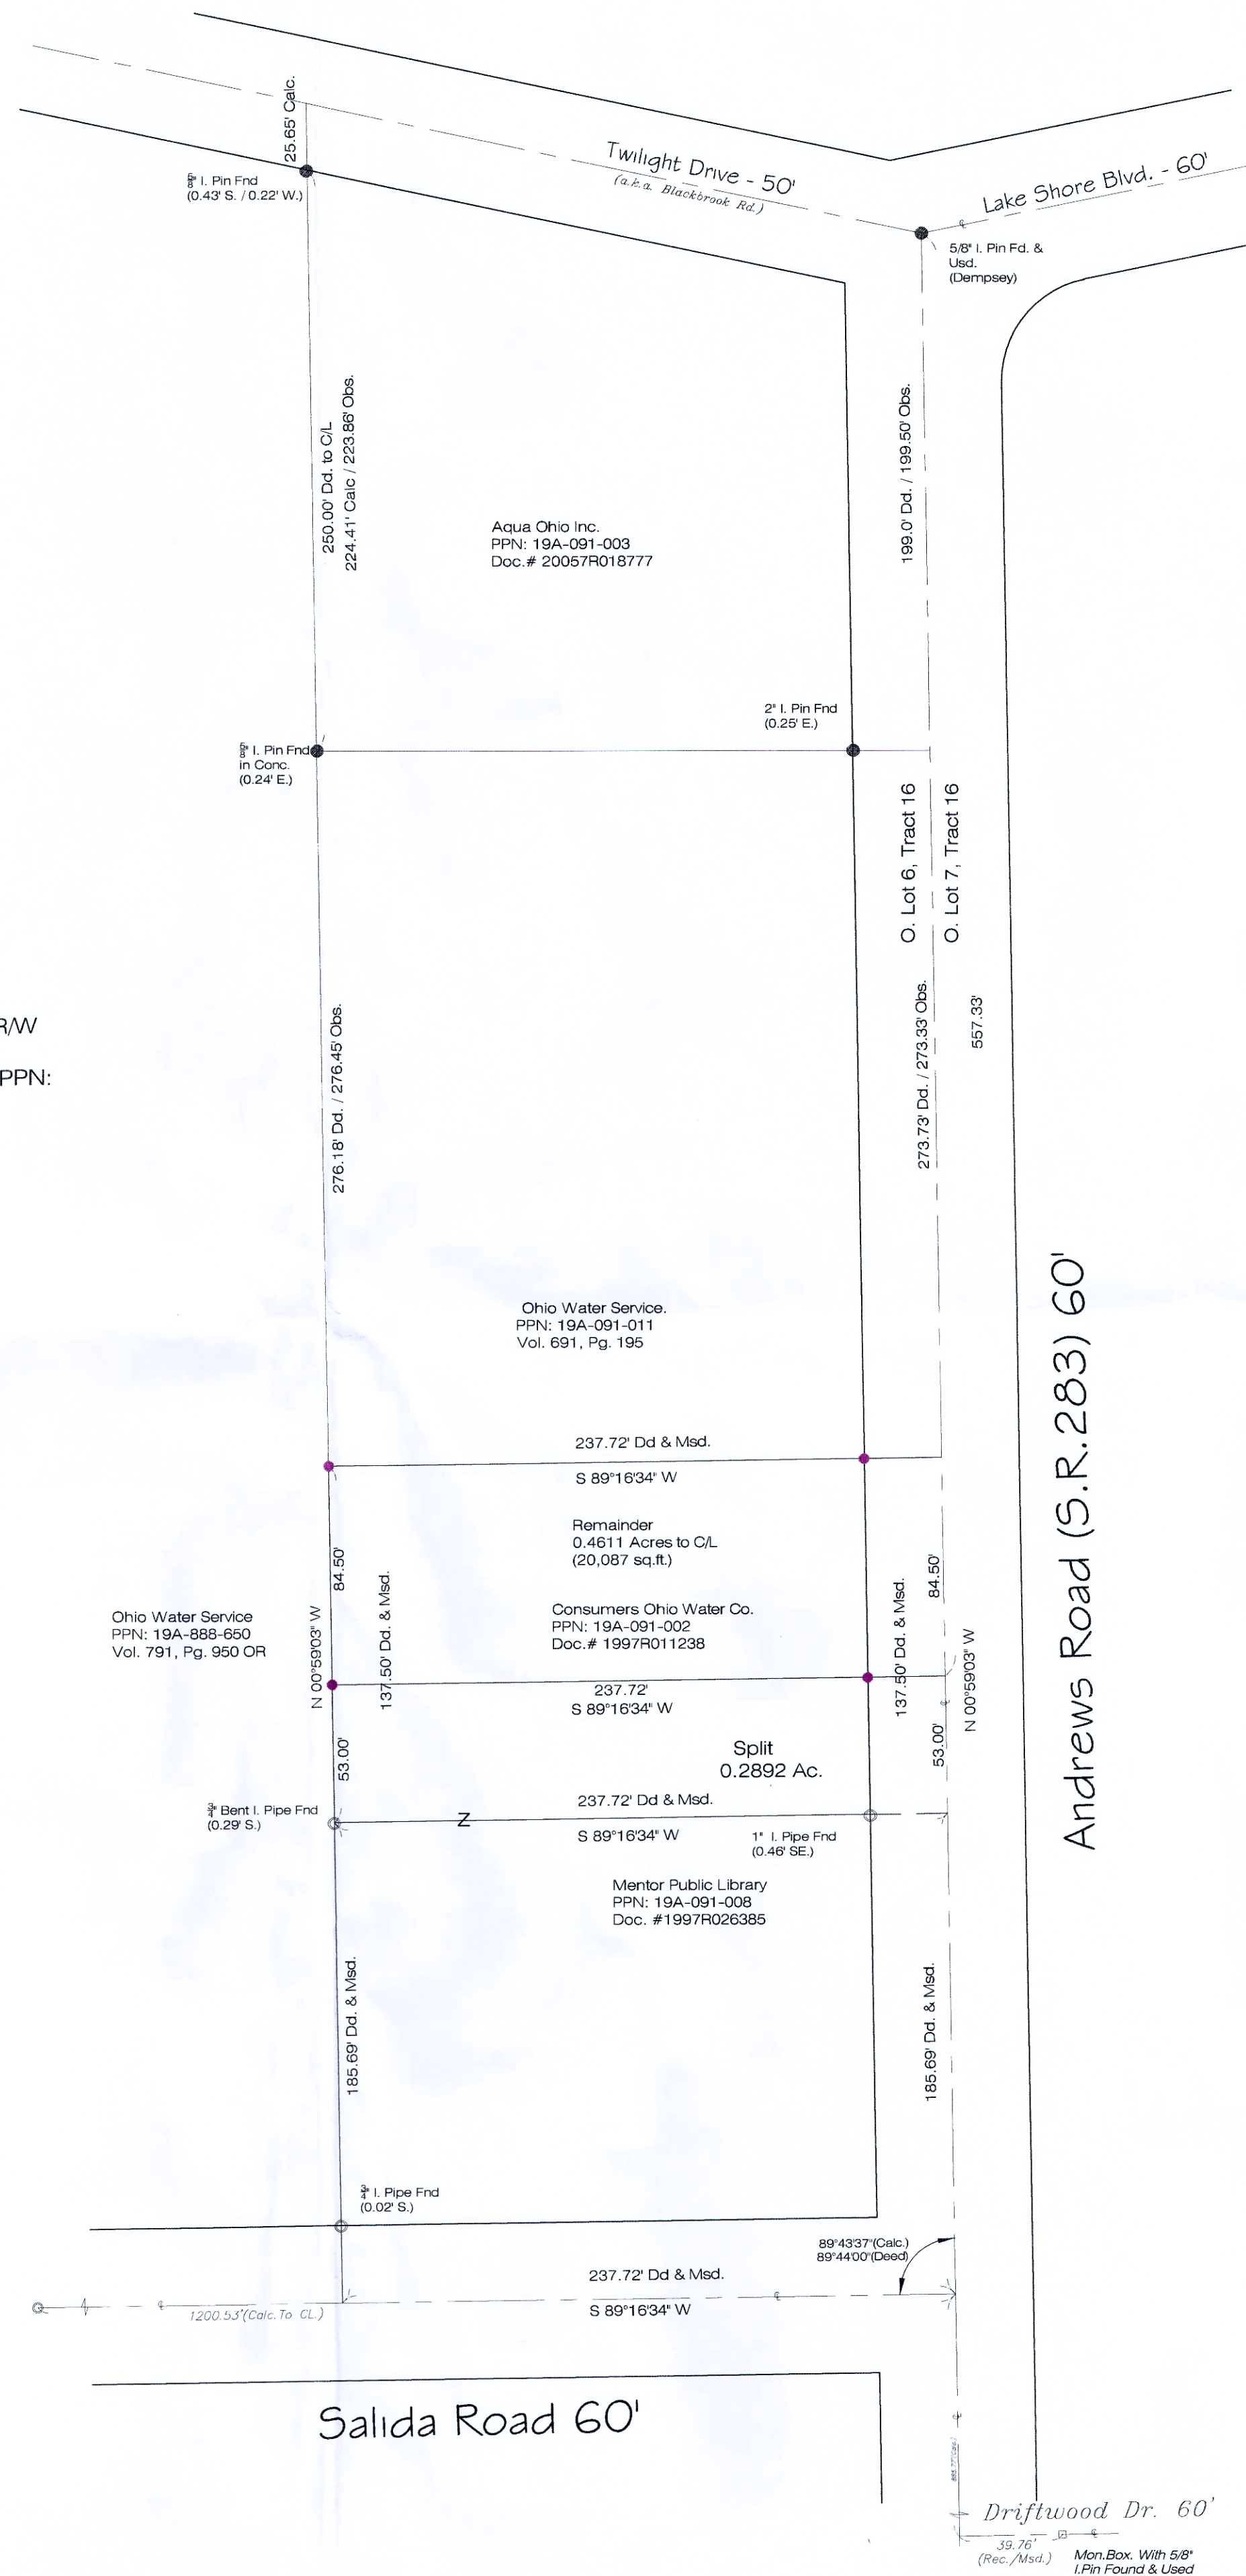 25.65' Calc.
Twilight Drive - 50'
(a.k.a. Blackbrook Rd.)
Lake Shore Blvd. - 60'
5/8" I. Pin Fnd
(0.43' S. / 0.22' W.)
5/8" I. Pin Fd. &
Usd.
(Dempsey)
250.00' Dd. to C/L
224.41' Calc / 223.86' Obs.
199.0' Dd. / 199.50' Obs.
Aqua Ohio Inc.
PPN: 19A-091-003
Doc.# 20057R018777
2" I. Pin Fnd
(0.25' E.)
5/8" I. Pin Fnd
in Conc.
(0.24' E.)
O. Lot 6, Tract 16
O. Lot 7, Tract 16
R/W
PPN:
276.18' Dd. / 276.45' Obs.
273.73' Dd. / 273.33' Obs.
557.33'
Ohio Water Service.
PPN: 19A-091-011
Vol. 691, Pg. 195
Andrews Road (S.R.283) 60'
237.72' Dd & Msd.
S 89°16'34" W
Remainder
0.4611 Acres to C/L
(20,087 sq.ft.)
84.50'
137.50' Dd. & Msd.
N 00°59'03" W
137.50' Dd. & Msd.
84.50'
N 00°59'03" W
Ohio Water Service
PPN: 19A-888-650
Vol. 791, Pg. 950 OR
Consumers Ohio Water Co.
PPN: 19A-091-002
Doc.# 1997R011238
237.72'
S 89°16'34" W
53.00'
Split
0.2892 Ac.
53.00'
3/4" Bent I. Pipe Fnd
(0.29' S.)
237.72' Dd & Msd.
Z
S 89°16'34" W
1" I. Pipe Fnd
(0.46' SE.)
Mentor Public Library
PPN: 19A-091-008
Doc. #1997R026385
185.69' Dd. & Msd.
185.69' Dd. & Msd.
3/4" I. Pipe Fnd
(0.02' S.)
89°43'37"(Calc.)
89°44'00"(Deed)
237.72' Dd & Msd.
1200.53'(Calc.To CL.)
S 89°16'34" W
Salida Road 60'
Driftwood Dr. 60'
39.76'
(Rec./Msd.)
Mon.Box. With 5/8"
I.Pin Found & Used